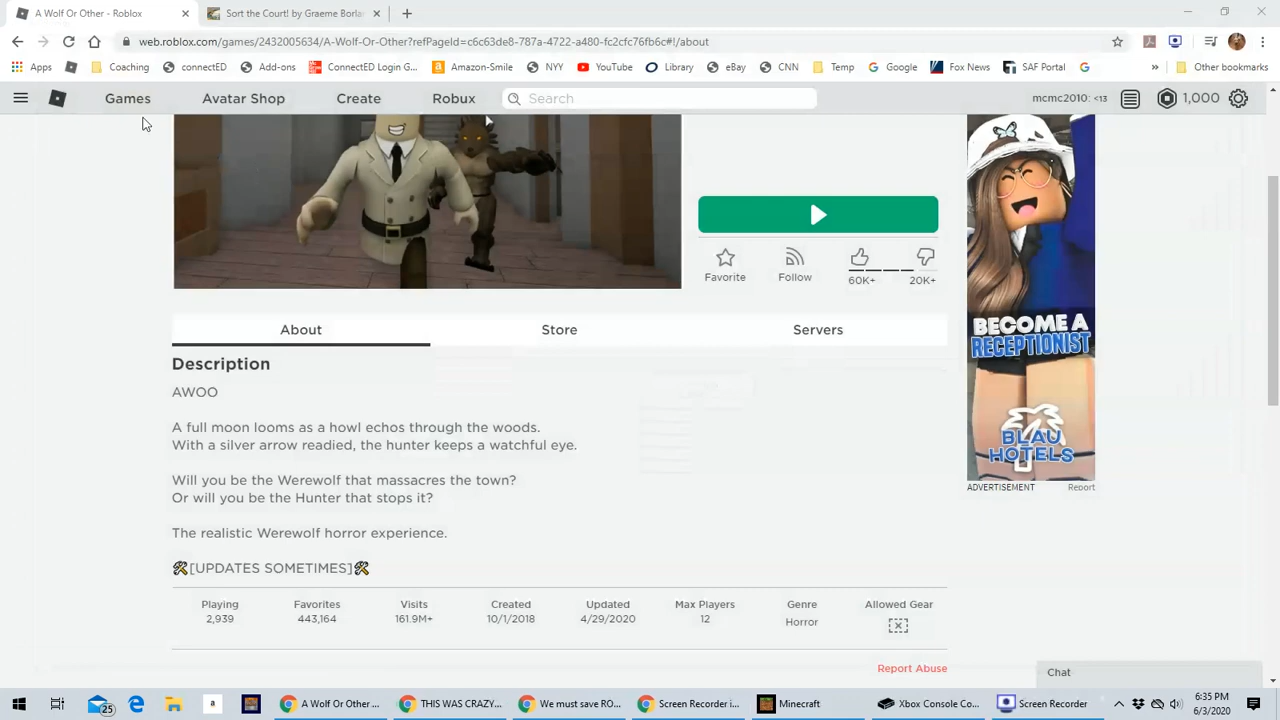 A Wolf Or Other - Roblox
Sort the Court! by Graeme Borla
web.roblox.com/games/2432005634/A-Wolf-Or-Other?refPageId=c6c63de8-787a-4722-a480-fc2cfc76fb6c#!/about
Apps Coaching connectED Add-ons ConnectED Login G... Amazon-Smile NYY YouTube Library eBay CNN Temp Google Fox News SAF Portal » Other bookmarks
Games Avatar Shop Create Robux Search mcmc2010: <13 1,000
Favorite Follow 60K+ 20K+
About Store Servers
Description
AWOO
A full moon looms as a howl echos through the woods.
With a silver arrow readied, the hunter keeps a watchful eye.
Will you be the Werewolf that massacres the town?
Or will you be the Hunter that stops it?
The realistic Werewolf horror experience.
[UPDATES SOMETIMES]
Playing Favorites Visits Created Updated Max Players Genre Allowed Gear
2,939 443,164 161.9M+ 10/1/2018 4/29/2020 12 Horror
Report Abuse
BECOME A
RECEPTIONIST
BLAU
HOTELS
ADVERTISEMENT Report
Chat
25 A Wolf Or Other ... THIS WAS CRAZY... We must save RO... Screen Recorder i... Minecraft Xbox Console Co... Screen Recorder 6:35 PM
6/3/2020